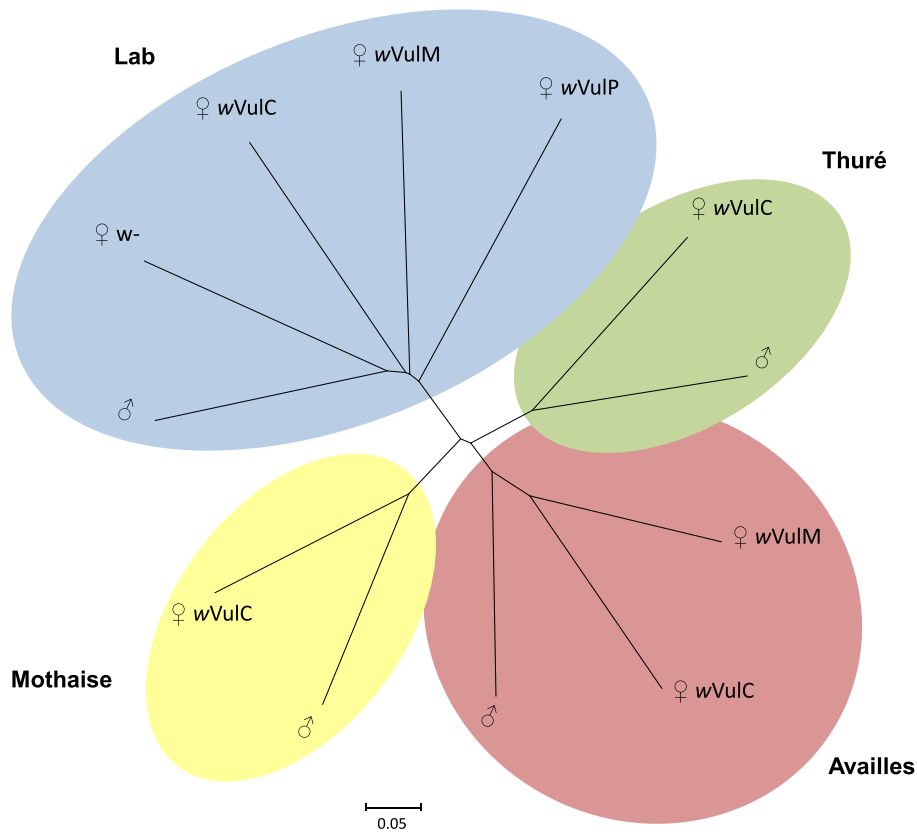 Lab
♀ wVulM
♀ wVulP
♀ wVulC
Thuré
♀ wVulC
♀ w-
♂
♂
♀ wVulM
♀ wVulC
Mothaise
♀ wVulC
♂
♂
Availles
0.05